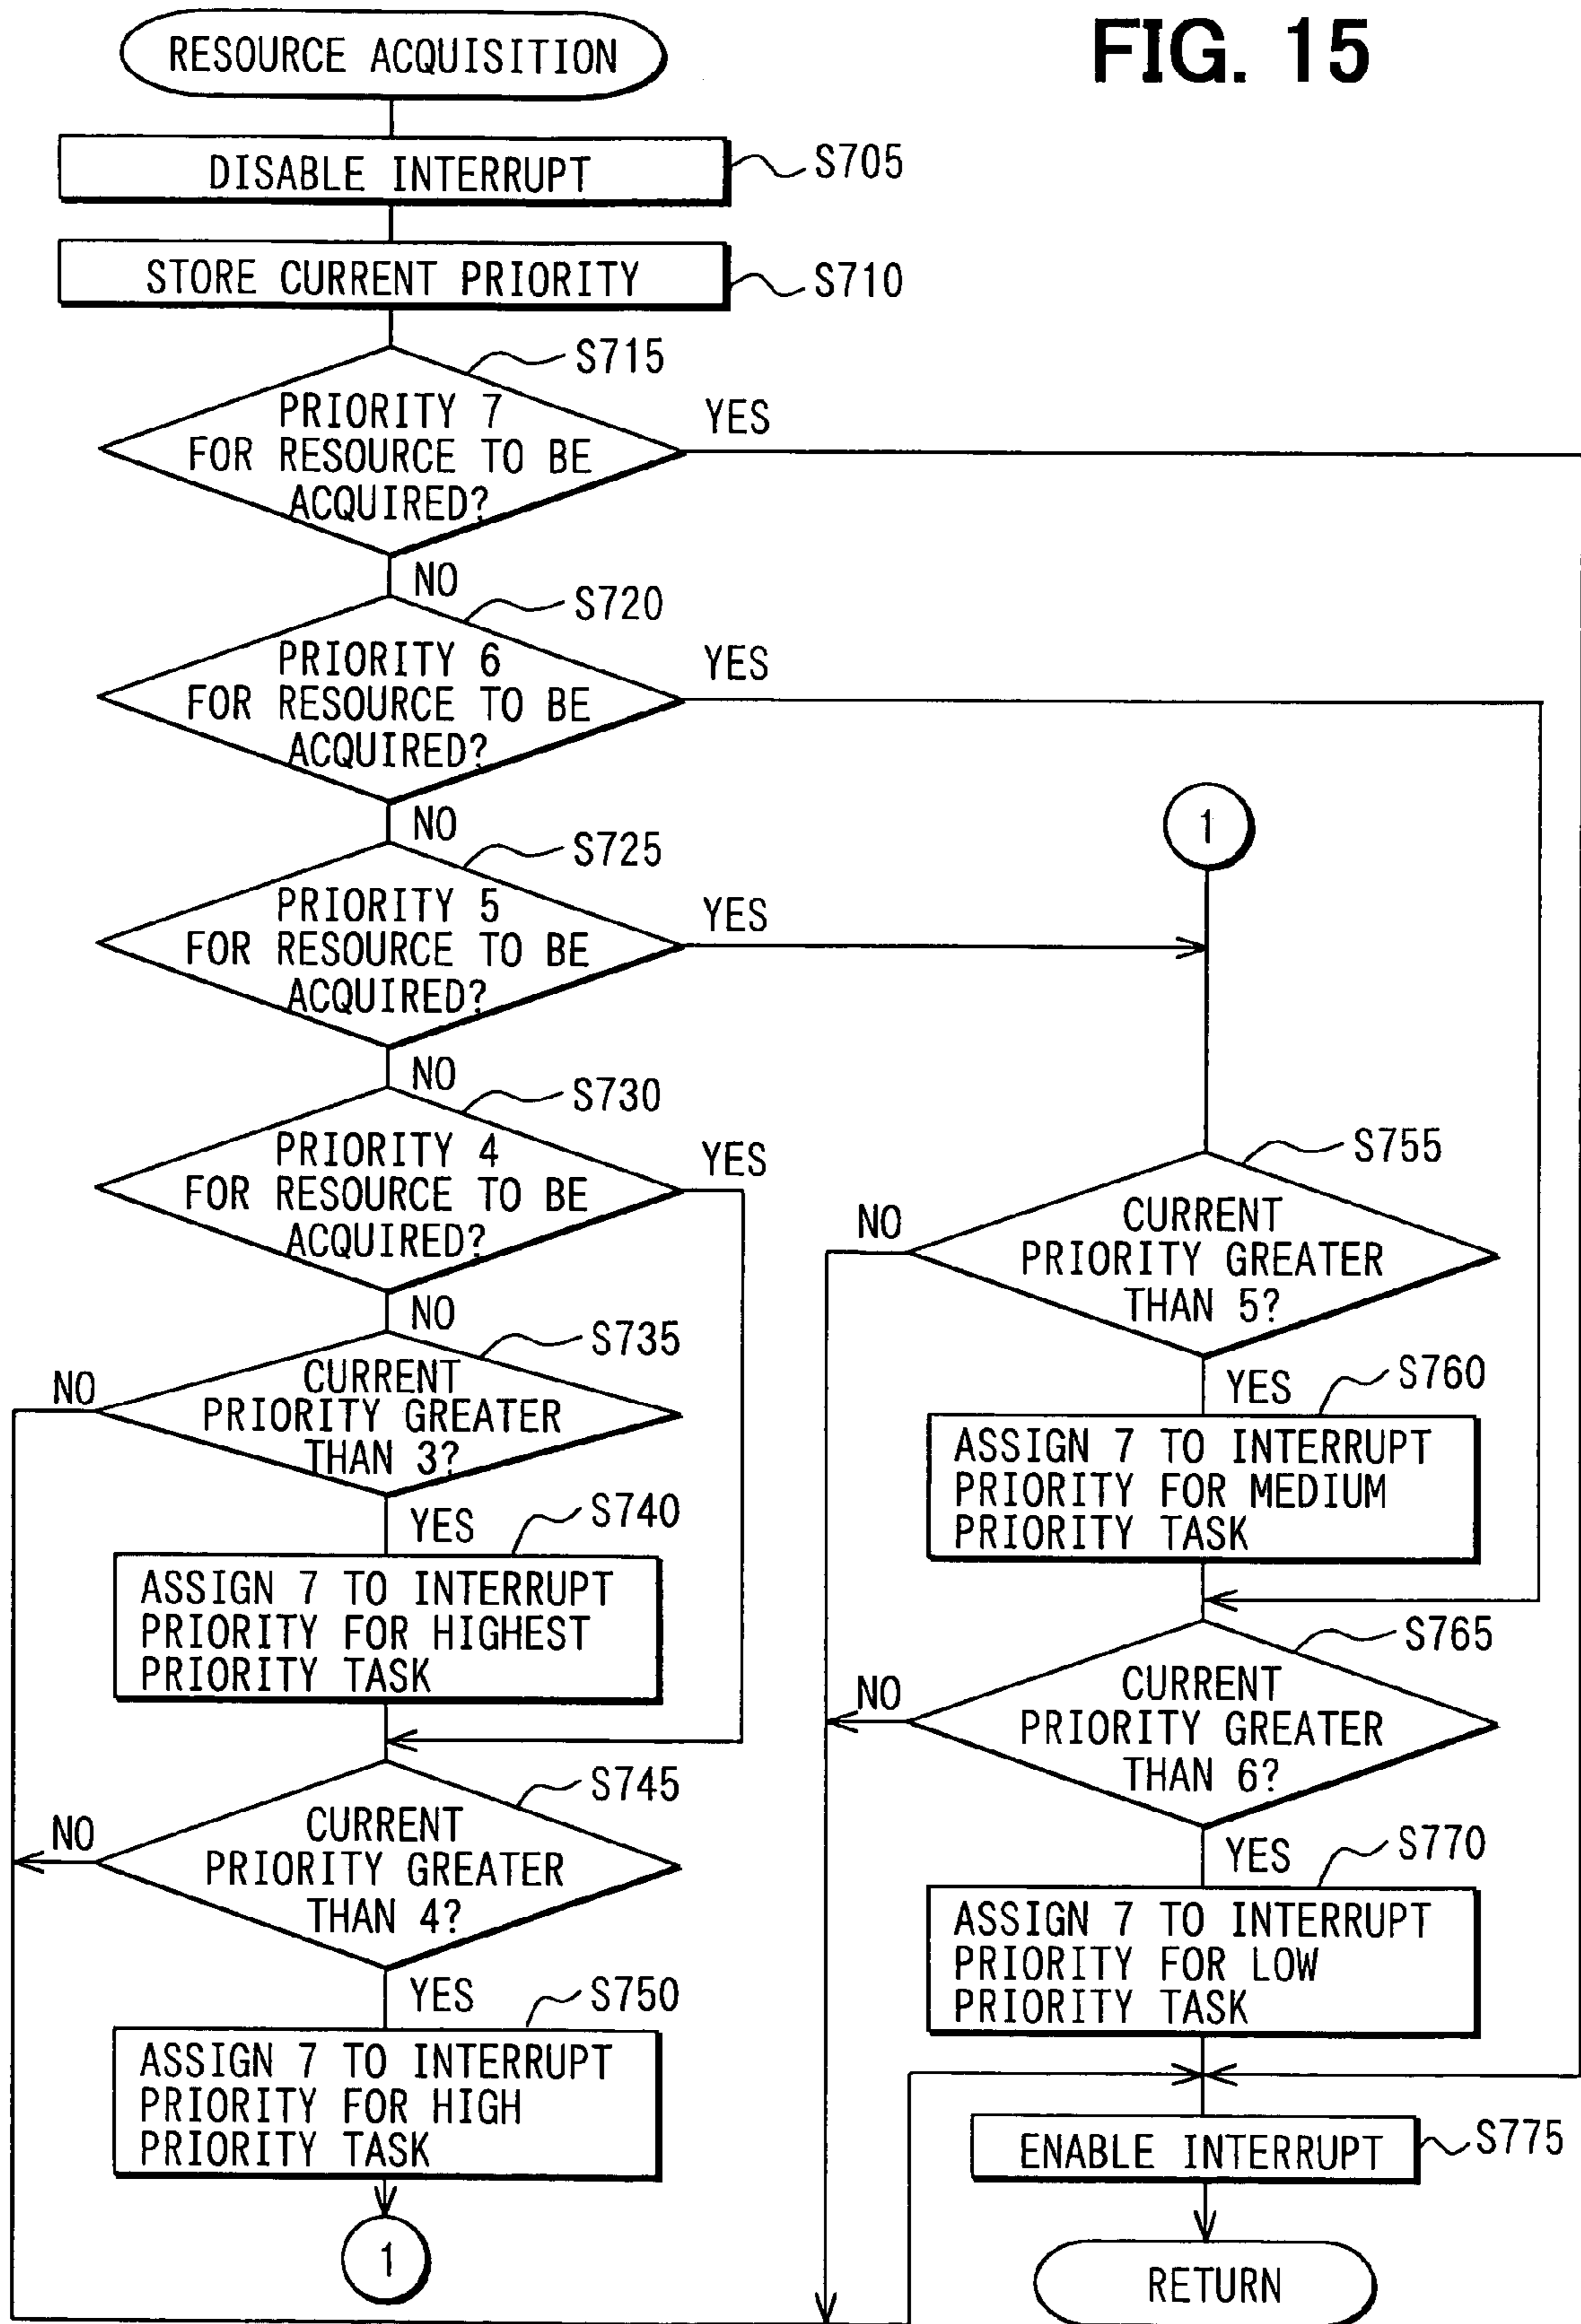 FIG. 15
RESOURCE ACQUISITION
DISABLE INTERRUPT
S705
STORE CURRENT PRIORITY
S710
S715
PRIORITY 7
FOR RESOURCE TO BE
ACQUIRED?
YES
NO
S720
PRIORITY 6
FOR RESOURCE TO BE
ACQUIRED?
YES
NO
S725
PRIORITY 5
FOR RESOURCE TO BE
ACQUIRED?
YES
NO
S730
PRIORITY 4
FOR RESOURCE TO BE
ACQUIRED?
YES
NO
S735
CURRENT
PRIORITY GREATER
THAN 3?
NO
YES
S740
ASSIGN 7 TO INTERRUPT
PRIORITY FOR HIGHEST
PRIORITY TASK
S745
CURRENT
PRIORITY GREATER
THAN 4?
NO
YES
S750
ASSIGN 7 TO INTERRUPT
PRIORITY FOR HIGH
PRIORITY TASK
1
1
S755
CURRENT
PRIORITY GREATER
THAN 5?
NO
YES
S760
ASSIGN 7 TO INTERRUPT
PRIORITY FOR MEDIUM
PRIORITY TASK
S765
CURRENT
PRIORITY GREATER
THAN 6?
NO
YES
S770
ASSIGN 7 TO INTERRUPT
PRIORITY FOR LOW
PRIORITY TASK
ENABLE INTERRUPT
S775
RETURN